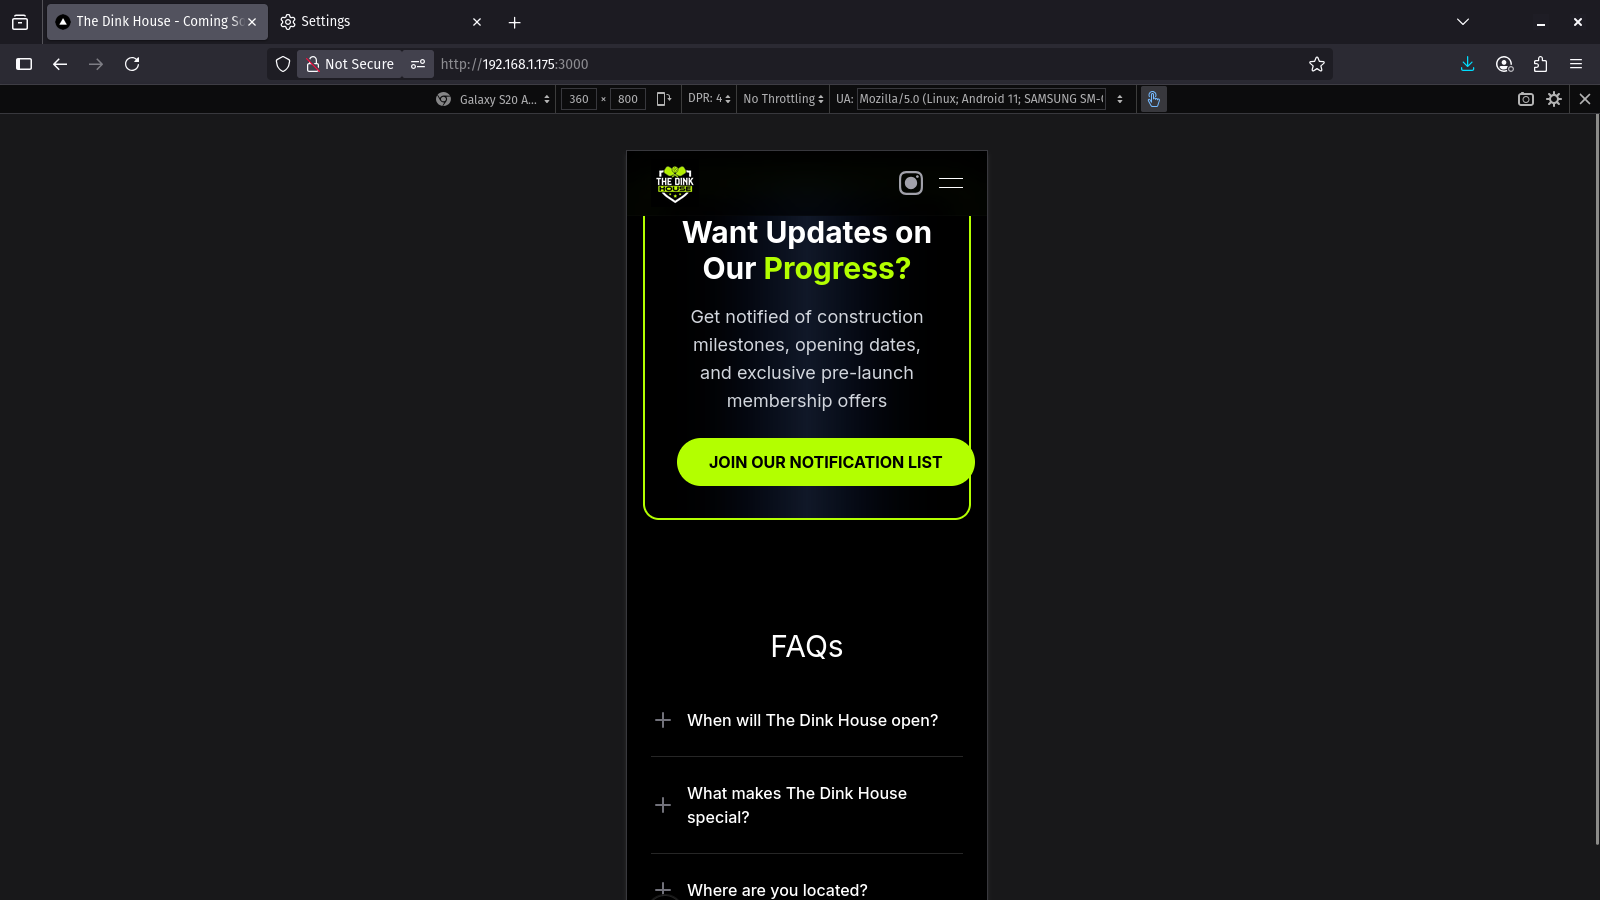 The Dink House - Coming Sc
Settings
Not Secure
http://192.168.1.175:3000
Galaxy S20 A...
360 × 800
DPR: 4
No Throttling
UA: Mozilla/5.0 (Linux; Android 11; SAMSUNG SM-
THE DINK
HOUSE
Want Updates on
Our Progress?
Get notified of construction
milestones, opening dates,
and exclusive pre-launch
membership offers
JOIN OUR NOTIFICATION LIST
FAQs
When will The Dink House open?
What makes The Dink House
special?
Where are you located?